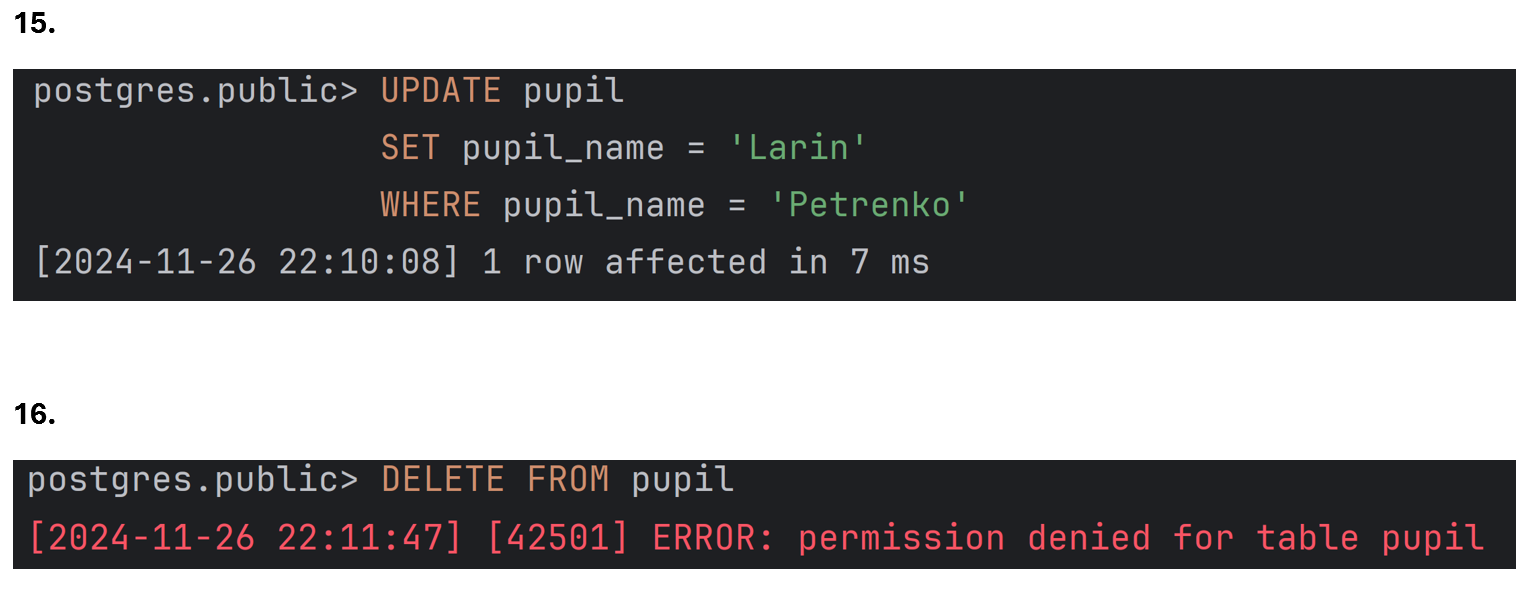 15.
postgres.public> UPDATE pupil
SET pupil_name = 'Larin'
WHERE pupil_name = 'Petrenko'
[2024-11-26 22:10:08] 1 row affected in 7 ms
16.
postgres.public> DELETE FROM pupil
[2024-11-26 22:11:47] [42501] ERROR: permission denied for table pupil